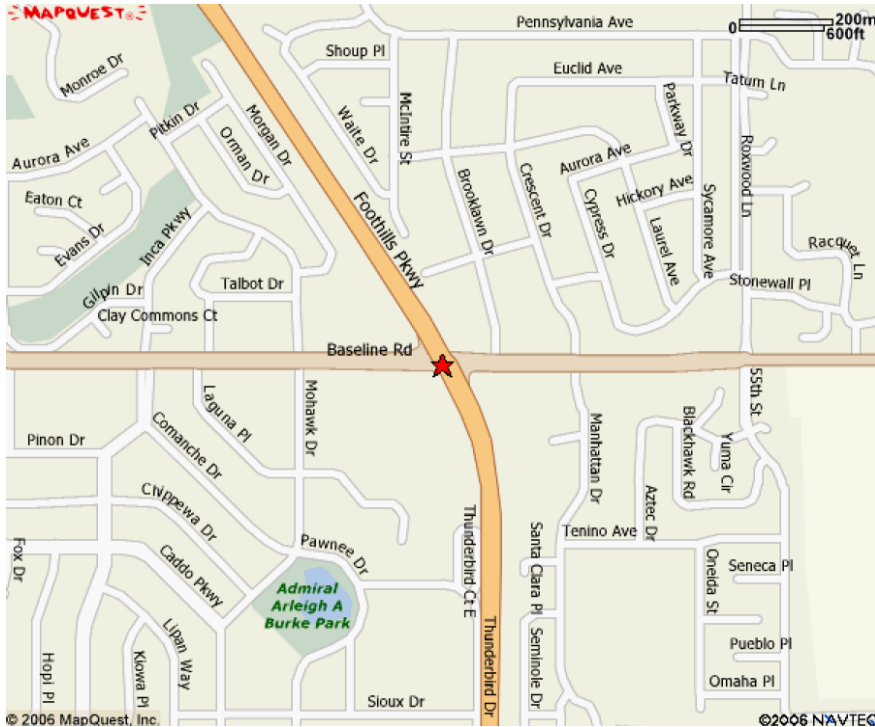 MAPQUEST®
Pennsylvania Ave
200m
0
600ft
Shoup Pl
Monroe Dr
Euclid Ave
Tatum Ln
Parkway Dr
Pitkin Dr
Morgan Dr
Waite Dr
McIntire St
Aurora Ave
Orman Dr
Aurora Ave
Roxwood Ln
Eaton Ct
Brooklawn Dr
Crescent Dr
Cypress Dr
Hickory Ave
Sycamore Ave
Evans Dr
Inca Pkwy
Foothills Pkwy
Laurel Ave
Racquet Ln
Gilpin Dr
Talbot Dr
Stonewall Pl
Clay Commons Ct
Baseline Rd
55th St
Laguna Pl
Mohawk Dr
Manhattan Dr
Blackhawk Rd
Yuma Cir
Pinon Dr
Comanche Dr
Chippewa Dr
Aztec Dr
Thunderbird Ct E
Santa Clara Pl
Tenino Ave
Fox Dr
Caddo Pkwy
Pawnee Dr
Oneida St
Seneca Pl
Admiral
Arleigh A
Burke Park
Lipan Way
Kiowa Pl
Hopi Pl
Thunderbird Dr
Seminole Dr
Pueblo Pl
Omaha Pl
Sioux Dr
© 2006 MapQuest, Inc.
©2006 NAVTEQ